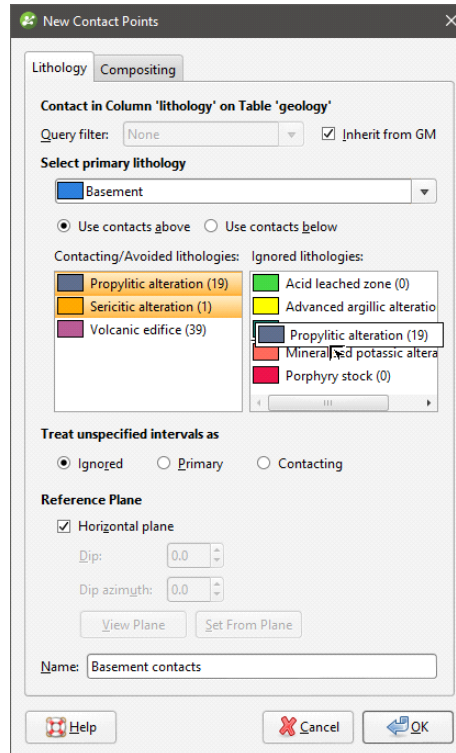 New Contact Points
Lithology Compositing
Contact in Column 'lithology' on Table 'geology'
Query filter: None Inherit from GM
Select primary lithology
Basement
Use contacts above Use contacts below
Contacting/Avoided lithologies: Ignored lithologies:
Propylitic alteration (19) Acid leached zone (0)
Sericitic alteration (1) Advanced argillic alteratio
Volcanic edifice (39) Propylitic alteration (19)
potassic altera
Porphyry stock (0)
Treat unspecified intervals as
Ignored Primary Contacting
Reference Plane
Horizontal plane
Dip: 0.0
Dip azimuth: 0.0
View Plane Set From Plane
Name: Basement contacts
Help Cancel OK